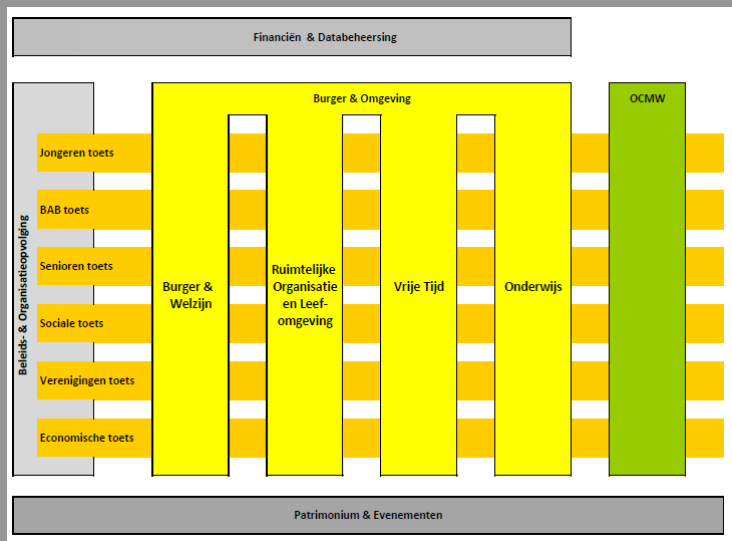 Financiën & Databeheersing
Burger & Omgeving
OCMW
Beleids- & Organisatieopvolging
Jongeren toets
BAB toets
Senioren toets
Sociale toets
Verenigingen toets
Economische toets
Burger &
Welzijn
Ruimtelijke
Organisatie
en Leef-
omgeving
Vrije Tijd
Onderwijs
Patrimonium & Evenementen